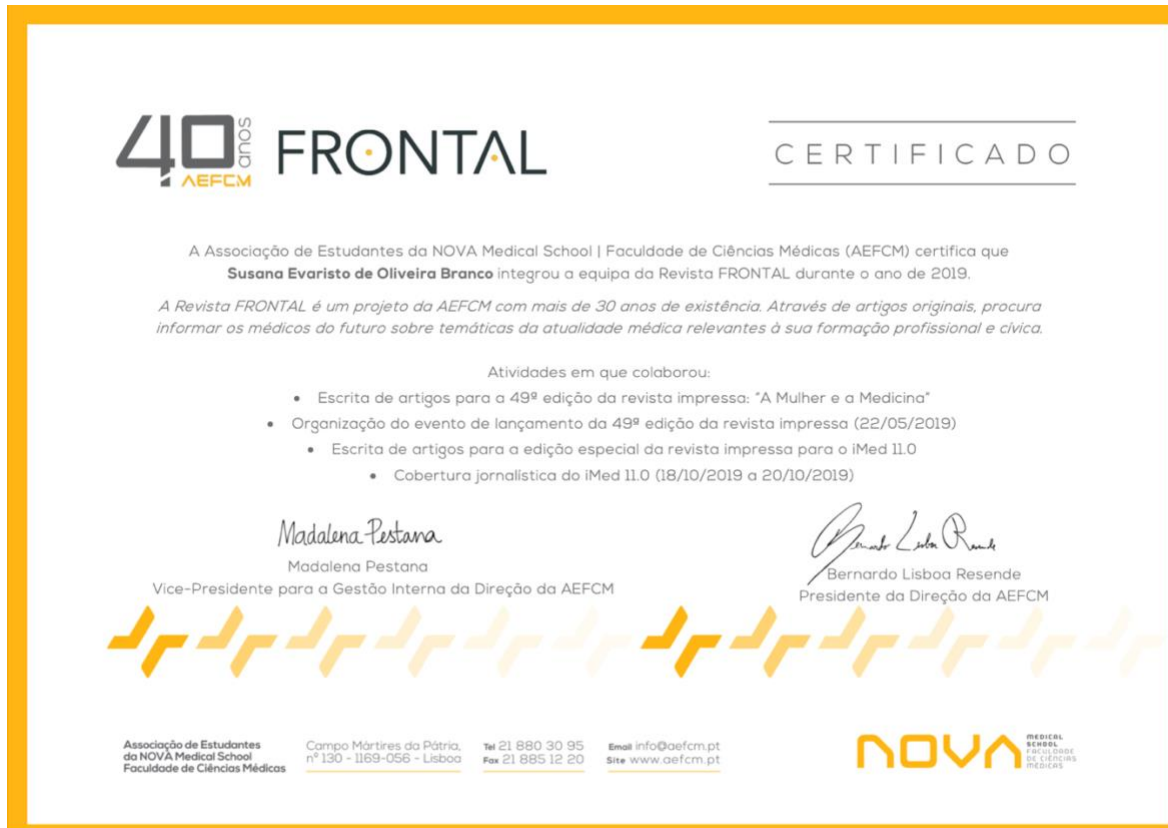 40 anos
AEFCM
FRONTAL
CERTIFICADO
A Associação de Estudantes da NOVA Medical School | Faculdade de Ciências Médicas (AEFCM) certifica que
Susana Evaristo de Oliveira Branco integrou a equipa da Revista FRONTAL durante o ano de 2019.
A Revista FRONTAL é um projeto da AEFCM com mais de 30 anos de existência. Através de artigos originais, procura
informar os médicos do futuro sobre temáticas da atualidade médica relevantes à sua formação profissional e cívica.
Atividades em que colaborou:
• Escrita de artigos para a 49ª edição da revista impressa: "A Mulher e a Medicina"
• Organização do evento de lançamento da 49ª edição da revista impressa (22/05/2019)
• Escrita de artigos para a edição especial da revista impressa para o iMed 11.0
• Cobertura jornalística do iMed 11.0 (18/10/2019 a 20/10/2019)
Madalena Pestana
Madalena Pestana
Vice-Presidente para a Gestão Interna da Direção da AEFCM
Bernardo Lisboa Resende
Bernardo Lisboa Resende
Presidente da Direção da AEFCM
Associação de Estudantes
da NOVA Medical School
Faculdade de Ciências Médicas
Campo Mártires da Pátria,
nº 130 - 1169-056 - Lisboa
Tel 21 880 30 95
Fax 21 885 12 20
Email info@aefcm.pt
Site www.aefcm.pt
NOVA
MEDICAL
SCHOOL
FACULDADE
DE CIÊNCIAS
MÉDICAS